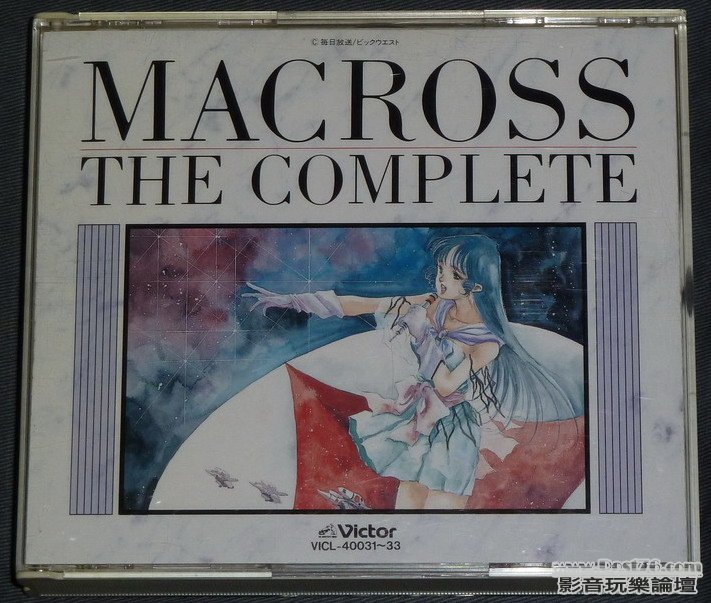 © 毎日放送/ビックウエスト
MACROSS
THE COMPLETE
Victor
VICL-40031~33
影音玩樂論壇